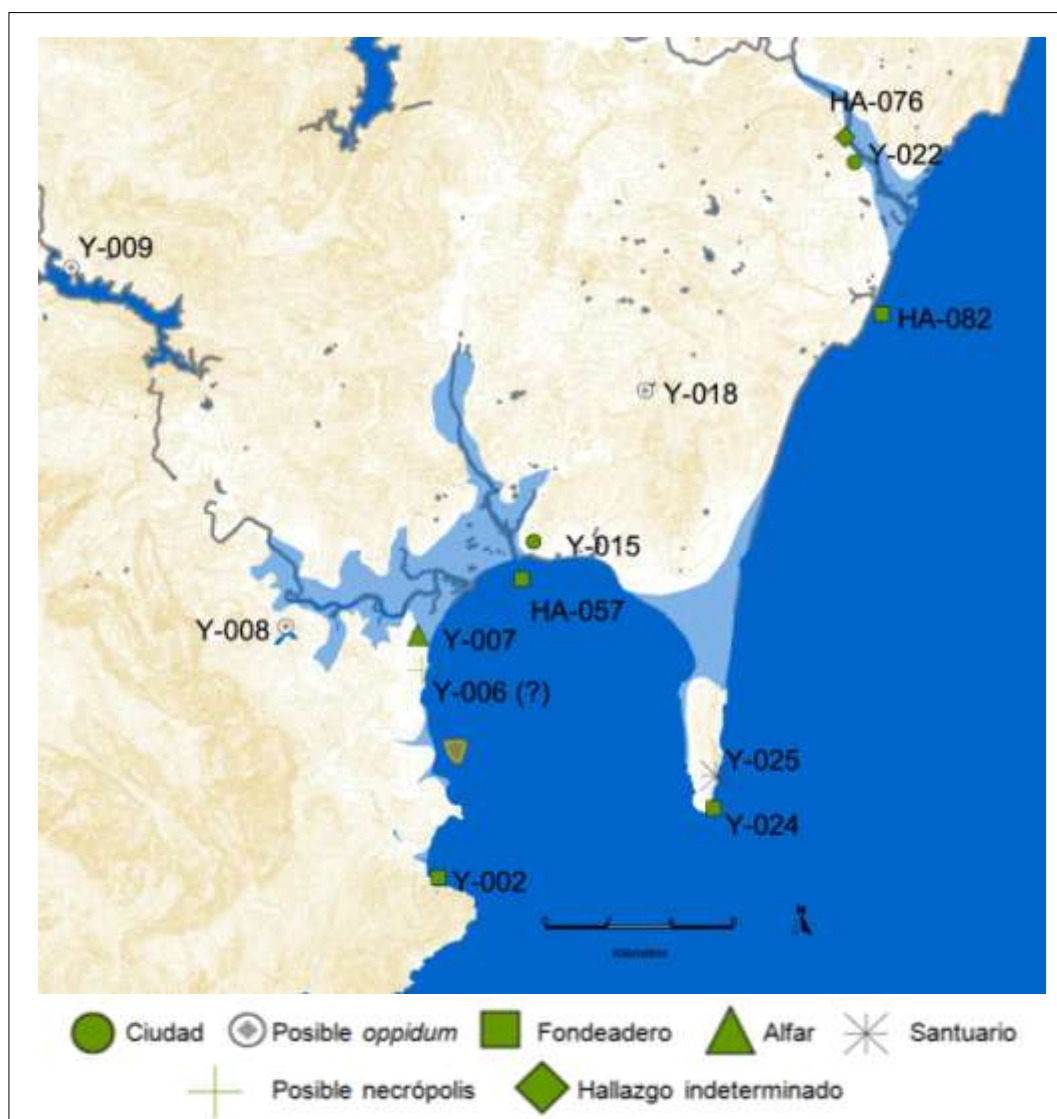 HA-076
Y-022
Y-009
HA-082
Y-018
Y-015
HA-057
Y-008
Y-007
Y-006 (?)
Y-025
Y-024
Y-002
Kilómetros
Ciudad
Posible oppidum
Fondeadero
Alfar
Santuario
Posible necrópolis
Hallazgo indeterminado